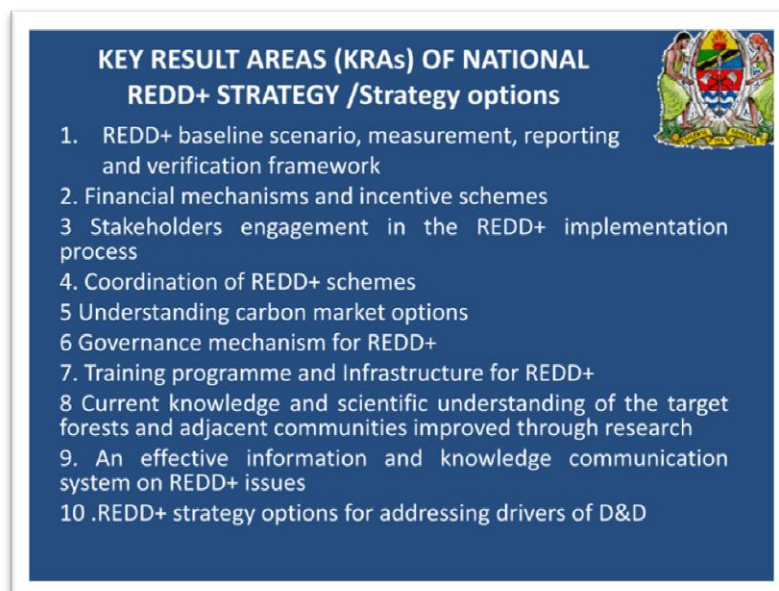 KEY RESULT AREAS (KRAs) OF NATIONAL
REDD+ STRATEGY /Strategy options
1. REDD+ baseline scenario, measurement, reporting
and verification framework
2. Financial mechanisms and incentive schemes
3 Stakeholders engagement in the REDD+ implementation
process
4. Coordination of REDD+ schemes
5 Understanding carbon market options
6 Governance mechanism for REDD+
7. Training programme and Infrastructure for REDD+
8 Current knowledge and scientific understanding of the target
forests and adjacent communities improved through research
9. An effective information and knowledge communication
system on REDD+ issues
10 .REDD+ strategy options for addressing drivers of D&D